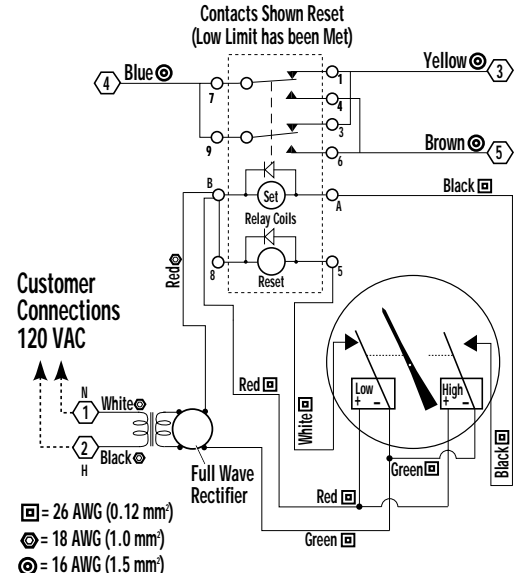 Contacts Shown Reset
(Low Limit has been Met)
Yellow
Blue
4
3
7
1
4
9
3
6
Brown
5
Black
B
Set
A
Relay Coils
8
Reset
5
Red
Customer
Connections
120 VAC
N
1
White
2
H
Black
Full Wave
Rectifier
Red
White
Low
+ -
High
+ -
Green
Black
Red
Green
= 26 AWG (0.12 mm²)
= 18 AWG (1.0 mm²)
= 16 AWG (1.5 mm²)